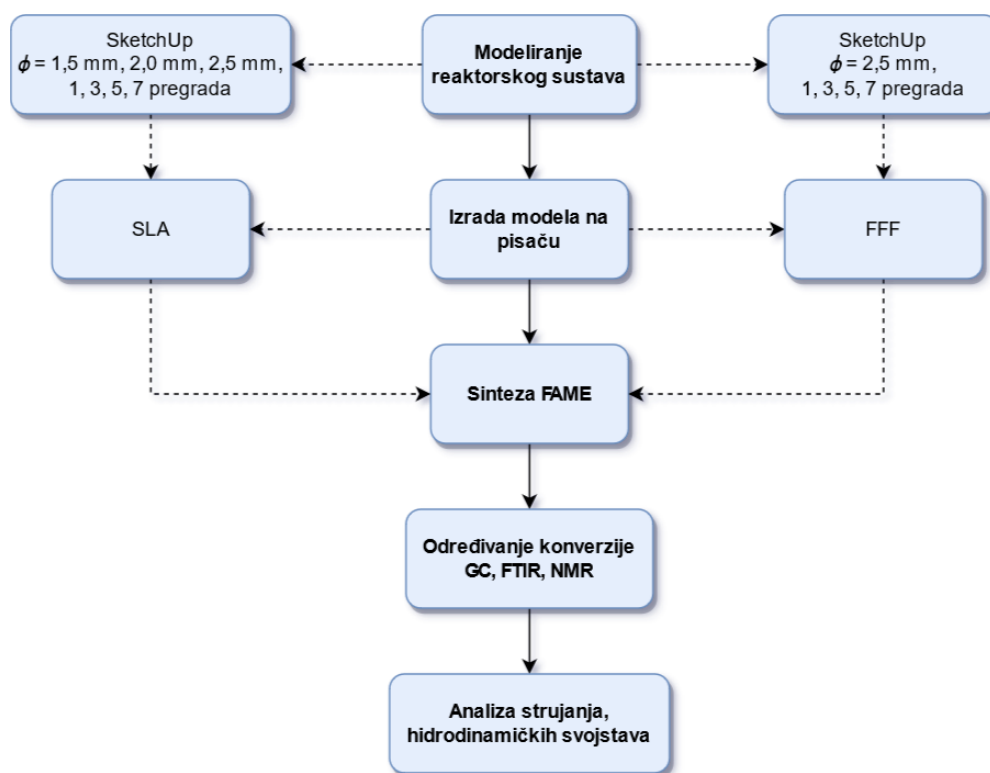 SketchUp
ϕ = 1,5 mm, 2,0 mm, 2,5 mm,
1, 3, 5, 7 pregrada
Modeliranje
reaktorskog sustava
SketchUp
ϕ = 2,5 mm,
1, 3, 5, 7 pregrada
SLA
Izrada modela na
pisaču
FFF
Sinteza FAME
Određivanje konverzije
GC, FTIR, NMR
Analiza strujanja,
hidrodinamičkih svojstava